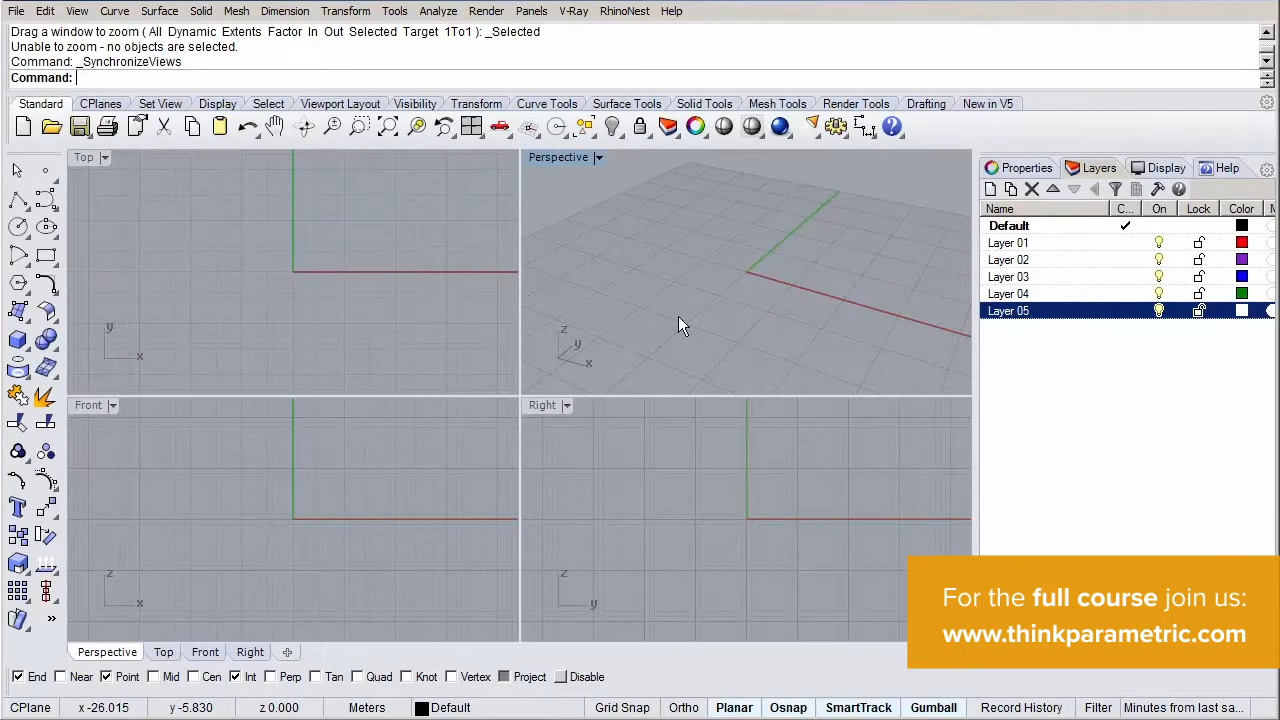 File Edit View Curve Surface Solid Mesh Dimension Transform Tools Analyze Render Panels V-Ray RhinoNest Help
Drag a window to zoom ( All Dynamic Extents Factor In Out Selected Target 1To1 ): _Selected
Unable to zoom - no objects are selected.
Command: _SynchronizeViews
Command:
Standard CPlanes Set View Display Select Viewport Layout Visibility Transform Curve Tools Surface Tools Solid Tools Mesh Tools Render Tools Drafting New in V5
Top
Perspective
Properties Layers Display Help
Name C... On Lock Color M
Default
Layer 01
Layer 02
Layer 03
Layer 04
Layer 05
y
x
z
y
x
Front
Right
z
x
z
y
For the full course join us:
www.thinkparametric.com
Perspective Top Front Right
End Near Point Mid Cen Int Perp Tan Quad Knot Vertex Project Disable
CPlane x -26.015 y -5.830 z 0.000 Meters Default Grid Snap Ortho Planar Osnap SmartTrack Gumball Record History Filter Minutes from last sa...